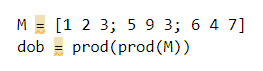 M = [1 2 3; 5 9 3; 6 4 7]
dob = prod(prod(M))